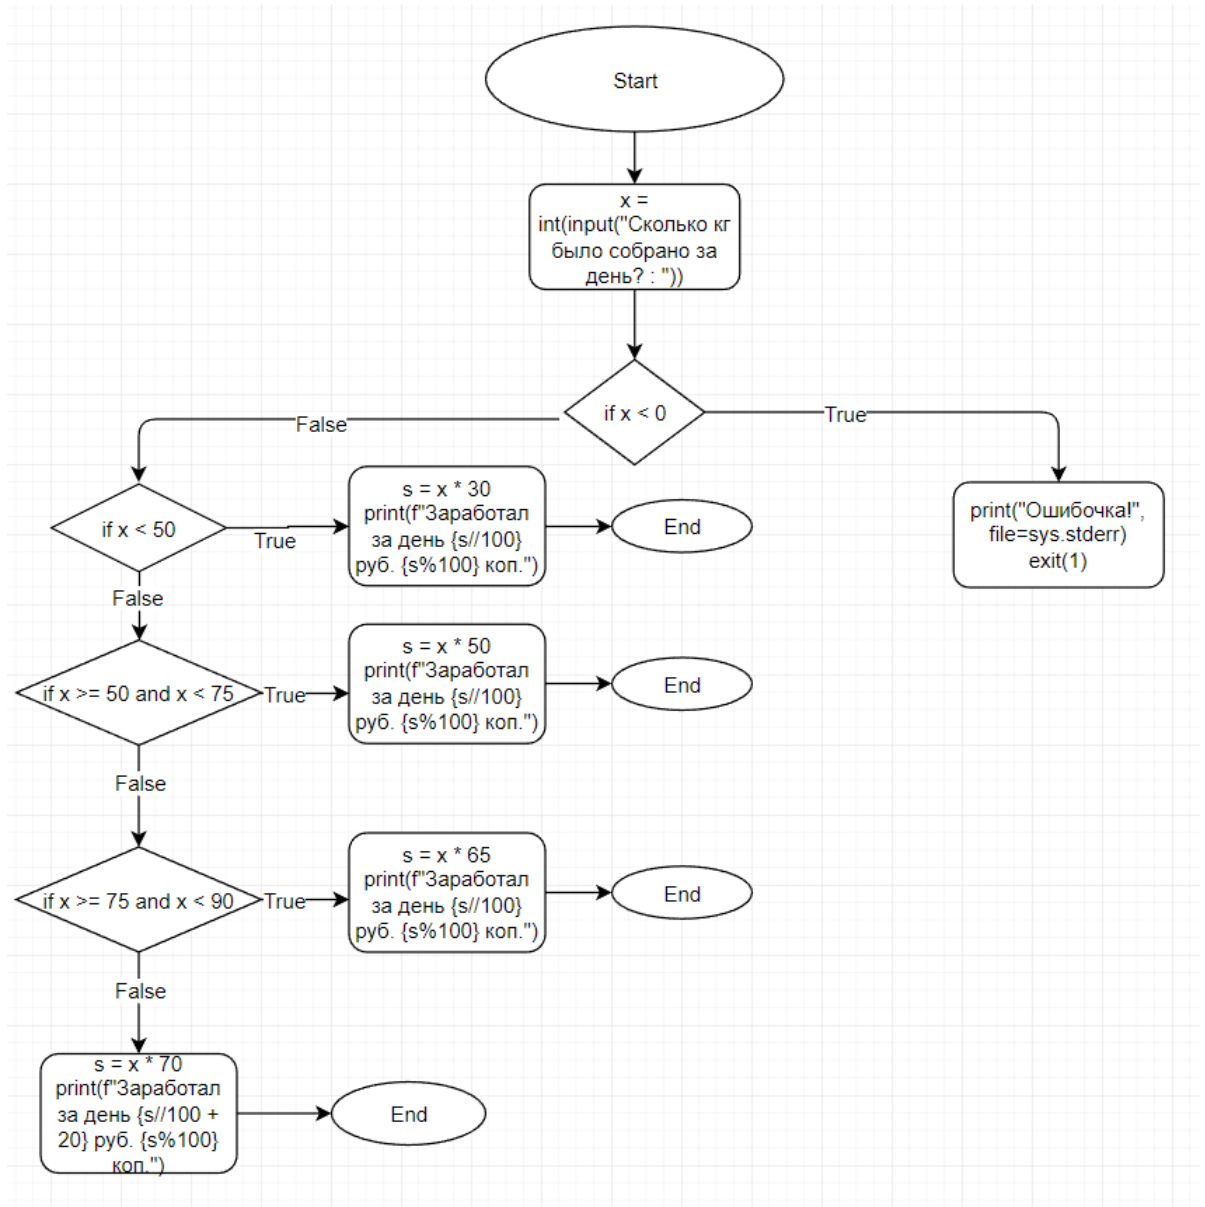 Start
x =
int(input("Сколько кг
было собрано за
день? : "))
if x < 0
False
True
if x < 50
True
s = x * 30
print(f"Заработал
за день {s//100}
руб. {s%100} коп.")
End
print("Ошибочка!",
file=sys.stderr)
exit(1)
False
if x >= 50 and x < 75
True
s = x * 50
print(f"Заработал
за день {s//100}
руб. {s%100} коп.")
End
False
if x >= 75 and x < 90
True
s = x * 65
print(f"Заработал
за день {s//100}
руб. {s%100} коп.")
End
False
s = x * 70
print(f"Заработал
за день {s//100 +
20} руб. {s%100}
коп.")
End